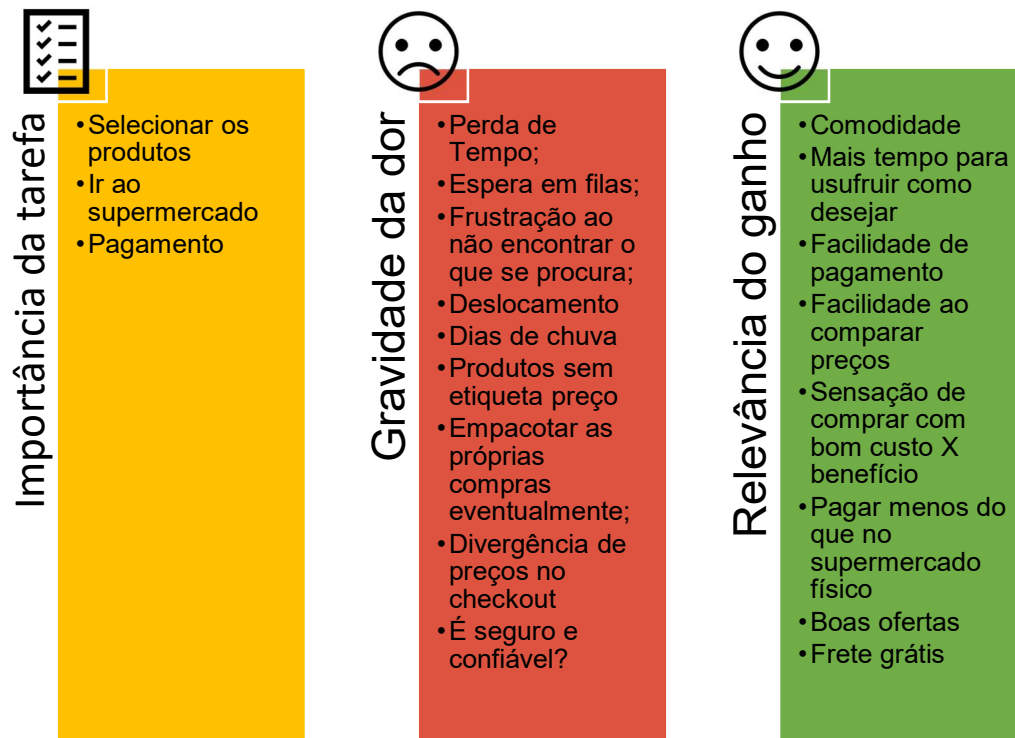 Importância da tarefa
•Selecionar os
produtos
•Ir ao
supermercado
•Pagamento
Gravidade da dor
•Perda de
Tempo;
•Espera em filas;
•Frustração ao
não encontrar o
que se procura;
•Deslocamento
•Dias de chuva
•Produtos sem
etiqueta preço
•Empacotar as
próprias
compras
eventualmente;
•Divergência de
preços no
checkout
•É seguro e
confiável?
Relevância do ganho
•Comodidade
•Mais tempo para
usufruir como
desejar
•Facilidade de
pagamento
•Facilidade ao
comparar
preços
•Sensação de
comprar com
bom custo X
benefício
•Pagar menos do
que no
supermercado
físico
•Boas ofertas
•Frete grátis